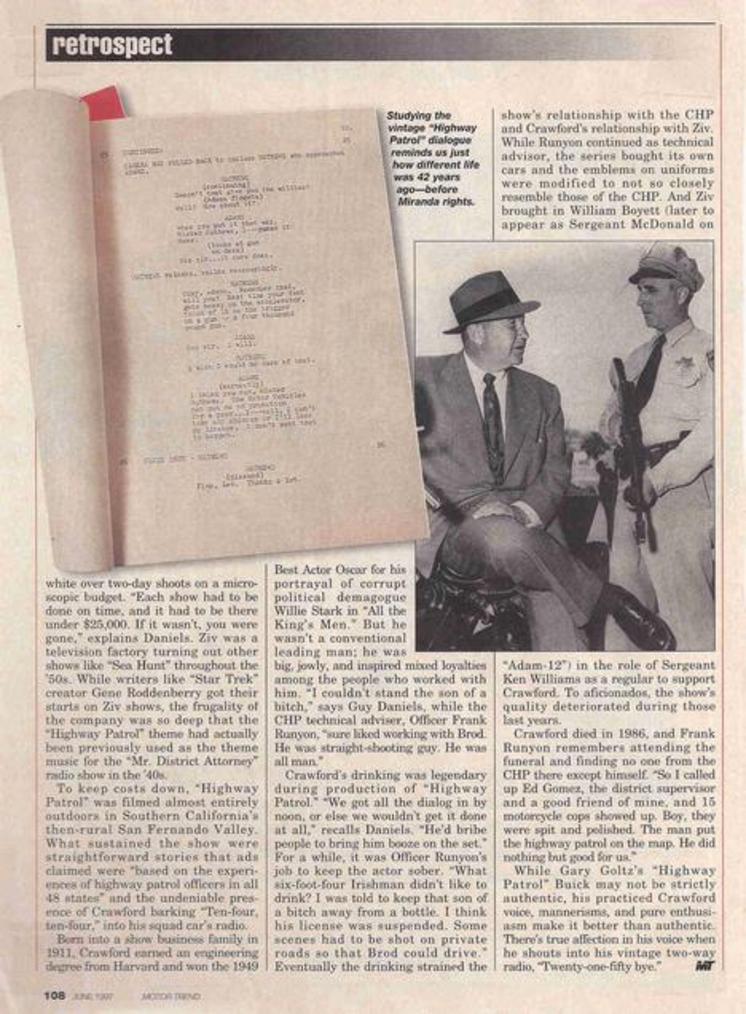 retrospect
CONTINUED:
Studying the
vintage "Highway
Patrol" dialogue
reminds us just
how different life
was 42 years
ago—before
Miranda rights.
white over two-day shoots on a micro-
scopic budget. "Each show had to be
done on time, and it had to be there
under $25,000. If it wasn't, you were
gone," explains Daniels. Ziv was a
television factory turning out other
shows like "Sea Hunt" throughout the
'50s. While writers like "Star Trek"
creator Gene Roddenberry got their
starts on Ziv shows, the frugality of
the company was so deep that the
"Highway Patrol" theme had actually
been previously used as the theme
music for the "Mr. District Attorney"
radio show in the '40s.
To keep costs down, "Highway
Patrol" was filmed almost entirely
outdoors in Southern California's
then-rural San Fernando Valley.
What sustained the show were
straightforward stories that ads
claimed were "based on the experi-
ences of highway patrol officers in all
48 states" and the undeniable pres-
ence of Crawford barking "Ten-four,
ten-four," into his squad car's radio.
Born into a show business family in
1911, Crawford earned an engineering
degree from Harvard and won the 1949
Best Actor Oscar for his
portrayal of corrupt
political demagogue
Willie Stark in "All the
King's Men." But he
wasn't a conventional
leading man; he was
big, jowly, and inspired mixed loyalties
among the people who worked with
him. "I couldn't stand the son of a
bitch," says Guy Daniels, while the
CHP technical adviser, Officer Frank
Runyon, "sure liked working with Brod.
He was straight-shooting guy. He was
all man."
Crawford's drinking was legendary
during production of "Highway
Patrol." "We got all the dialog in by
noon, or else we wouldn't get it done
at all," recalls Daniels. "He'd bribe
people to bring him booze on the set."
For a while, it was Officer Runyon's
job to keep the actor sober. "What
six-foot-four Irishman didn't like to
drink? I was told to keep that son of
a bitch away from a bottle. I think
his license was suspended. Some
scenes had to be shot on private
roads so that Brod could drive."
Eventually the drinking strained the
show's relationship with the CHP
and Crawford's relationship with Ziv.
While Runyon continued as technical
advisor, the series bought its own
cars and the emblems on uniforms
were modified to not so closely
resemble those of the CHP. And Ziv
brought in William Boyett (later to
appear as Sergeant McDonald on
"Adam-12") in the role of Sergeant
Ken Williams as a regular to support
Crawford. To aficionados, the show's
quality deteriorated during those
last years.
Crawford died in 1986, and Frank
Runyon remembers attending the
funeral and finding no one from the
CHP there except himself. "So I called
up Ed Gomez, the district supervisor
and a good friend of mine, and 15
motorcycle cops showed up. Boy, they
were spit and polished. The man put
the highway patrol on the map. He did
nothing but good for us."
While Gary Goltz's "Highway
Patrol" Buick may not be strictly
authentic, his practiced Crawford
voice, mannerisms, and pure enthusi-
asm make it better than authentic.
There's true affection in his voice when
he shouts into his vintage two-way
radio, "Twenty-one-fifty bye." MT
108 JUNE 1997 MOTOR TREND